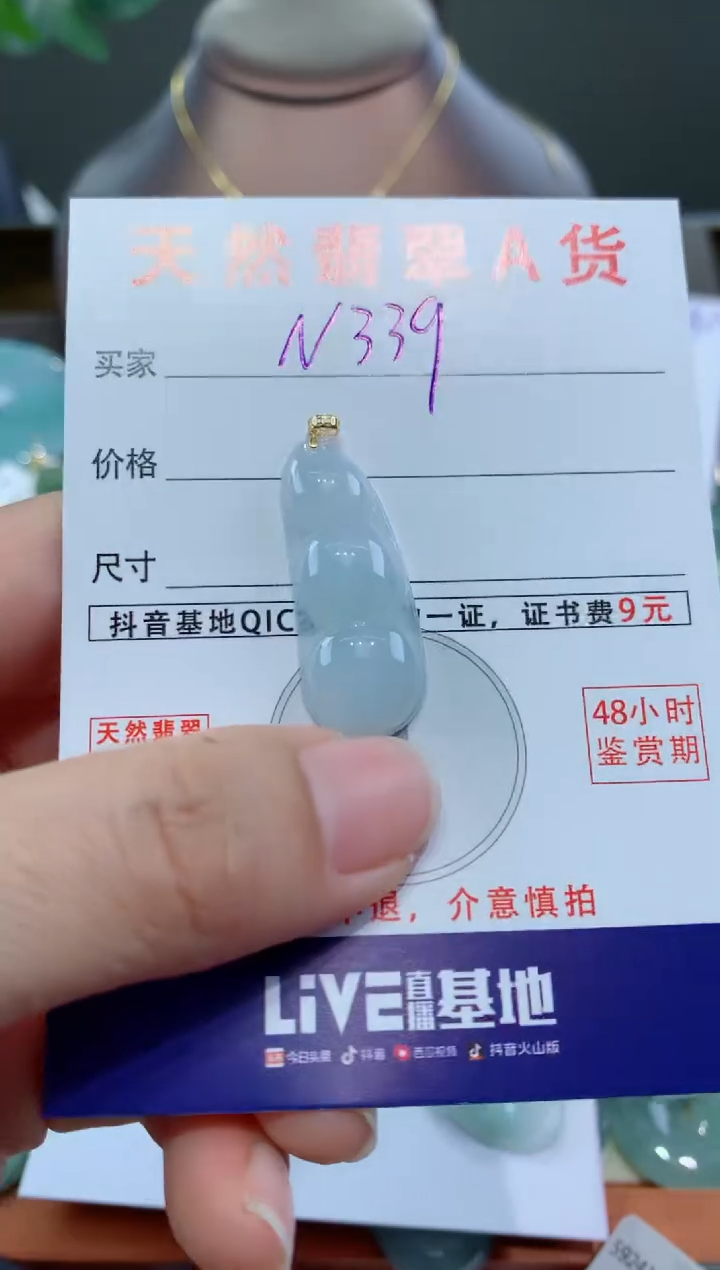 天然翡翠A货
买家 N339
价格
尺寸
抖音基地QIC 一证，证书费9元
天然翡翠
48小时
鉴赏期
退，介意慎拍
LiVE直播基地
今日头条 抖音 西瓜视频 抖音火山版
5924